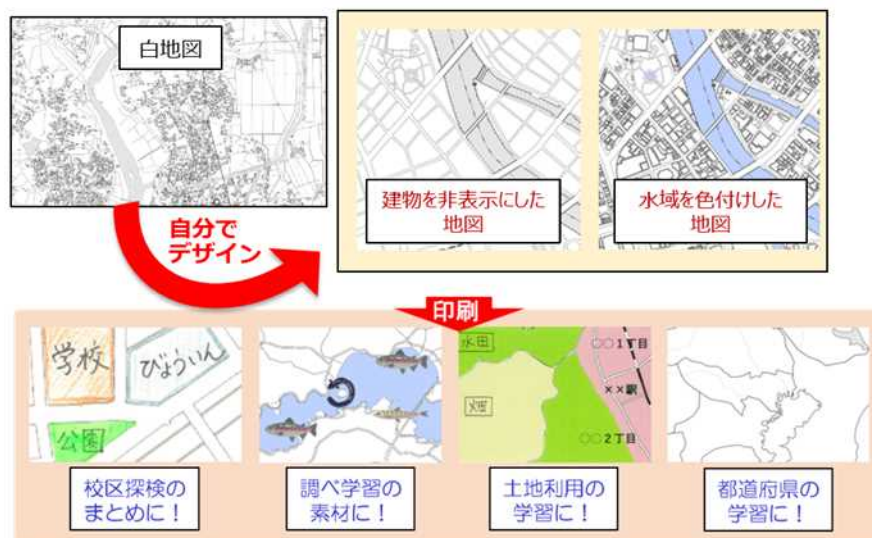 白地図
建物を非表示にした
地図
水域を色付けした
地図
自分で
デザイン
印刷
学校
びょういん
公園
水田
畑
○○1丁目
××駅
○○2丁目
校区探検の
まとめに！
調べ学習の
素材に！
土地利用の
学習に！
都道府県の
学習に！